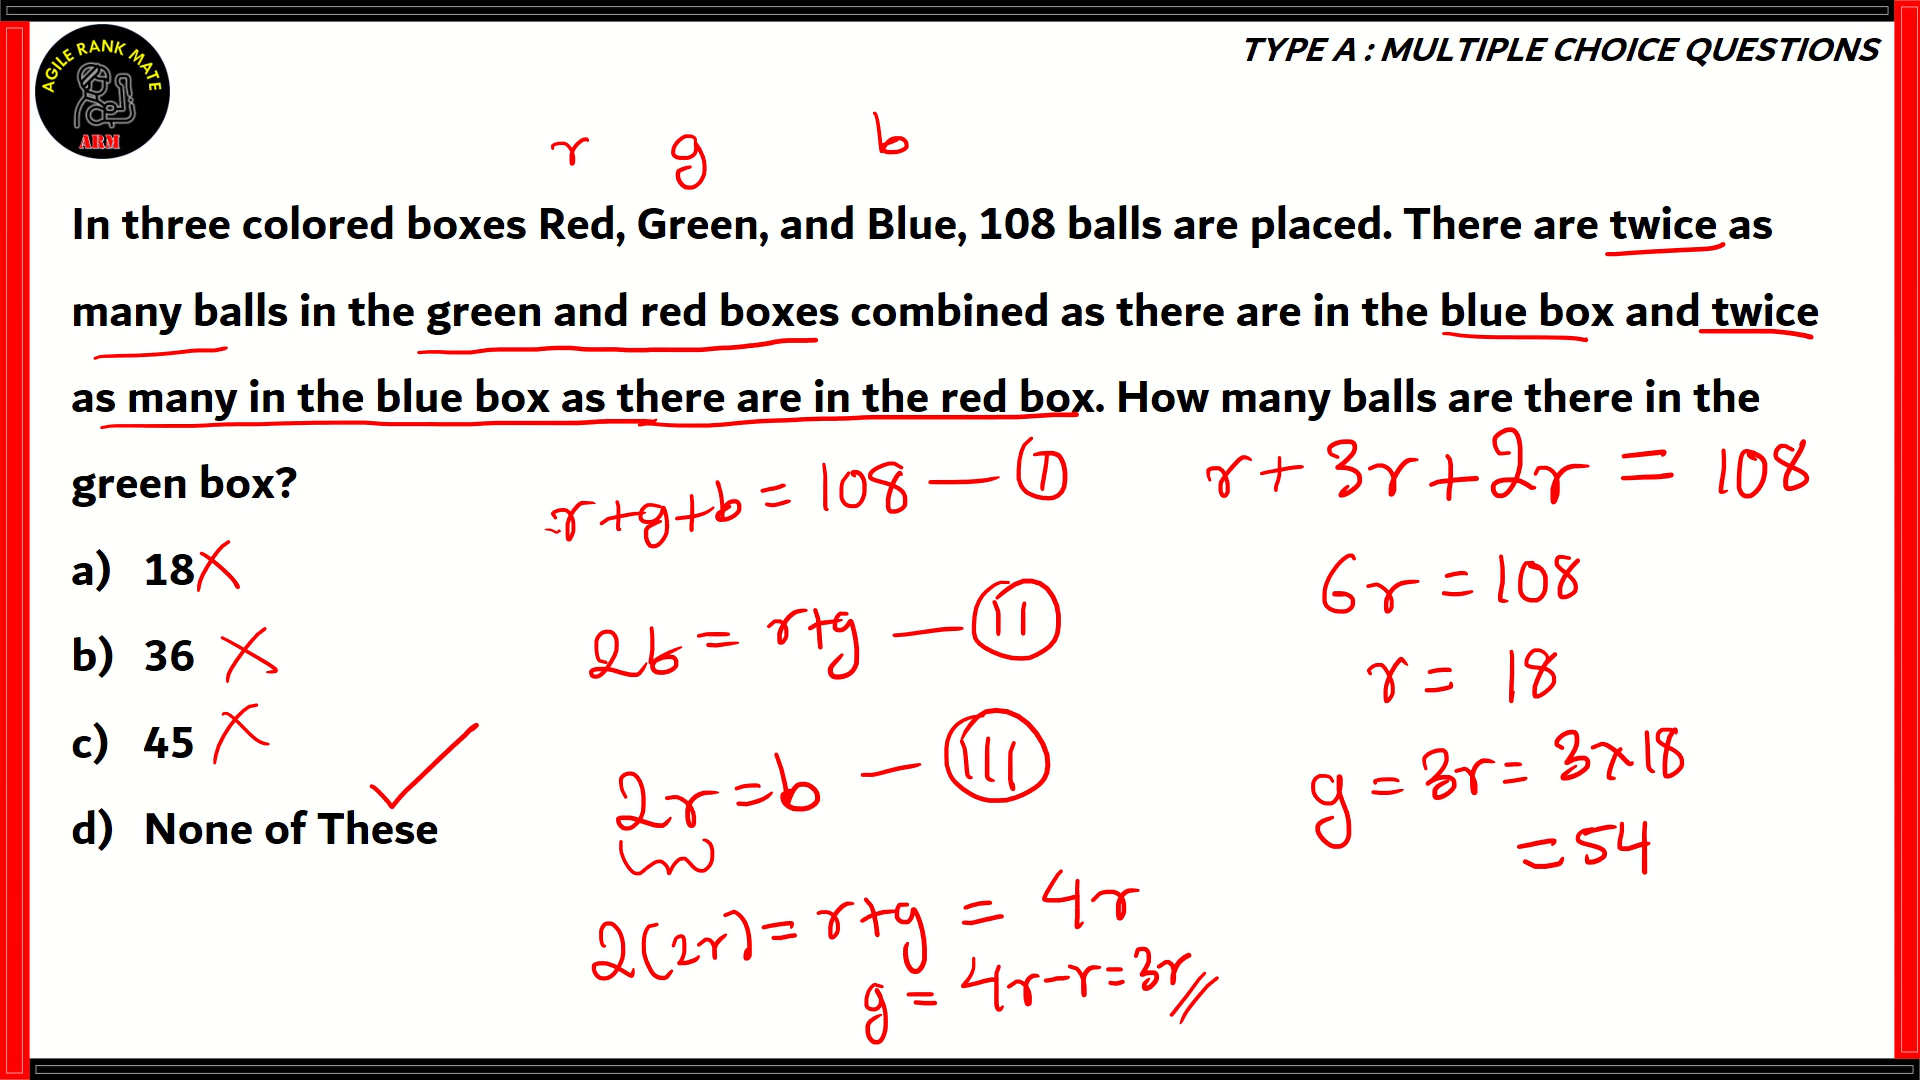 AGILE RANK MATE
ARM
TYPE A : MULTIPLE CHOICE QUESTIONS
r g b
In three colored boxes Red, Green, and Blue, 108 balls are placed. There are twice as
many balls in the green and red boxes combined as there are in the blue box and twice
as many in the blue box as there are in the red box. How many balls are there in the
green box?
a) 18
b) 36
c) 45
d) None of These
r+g+b = 108 — I
2b = r+g — II
2r = b — III
2(2r) = r+g = 4r
g = 4r-r = 3r
r + 3r + 2r = 108
6r = 108
r = 18
g = 3r = 3x18
= 54